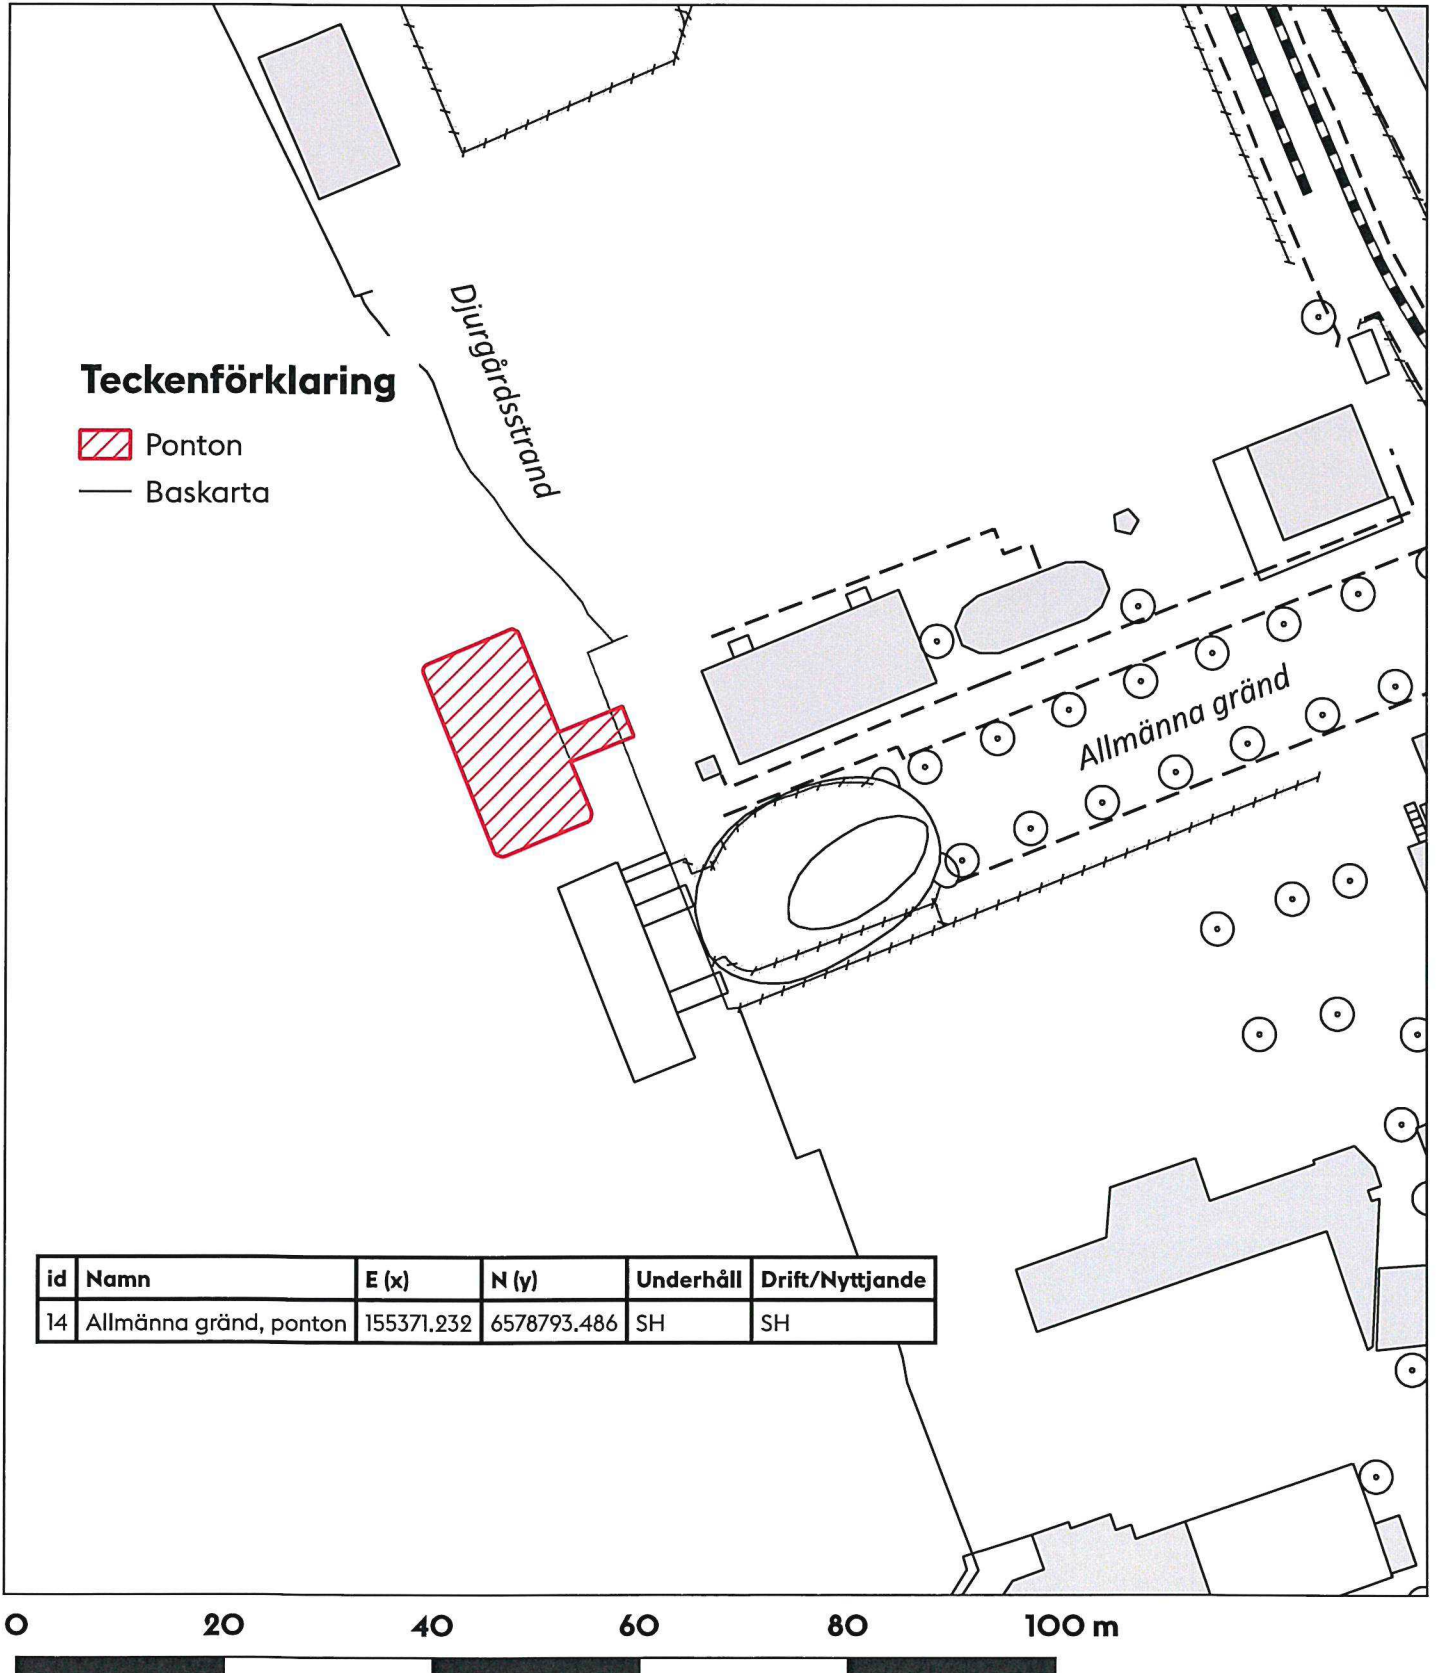 Djurgårdsstrand
Teckenförklaring
Ponton
Baskarta
Allmänna gränd
id Namn E (x) N (y) Underhåll Drift/Nyttjande
14 Allmänna gränd, ponton 155371.232 6578793.486 SH SH
0 20 40 60 80 100 m